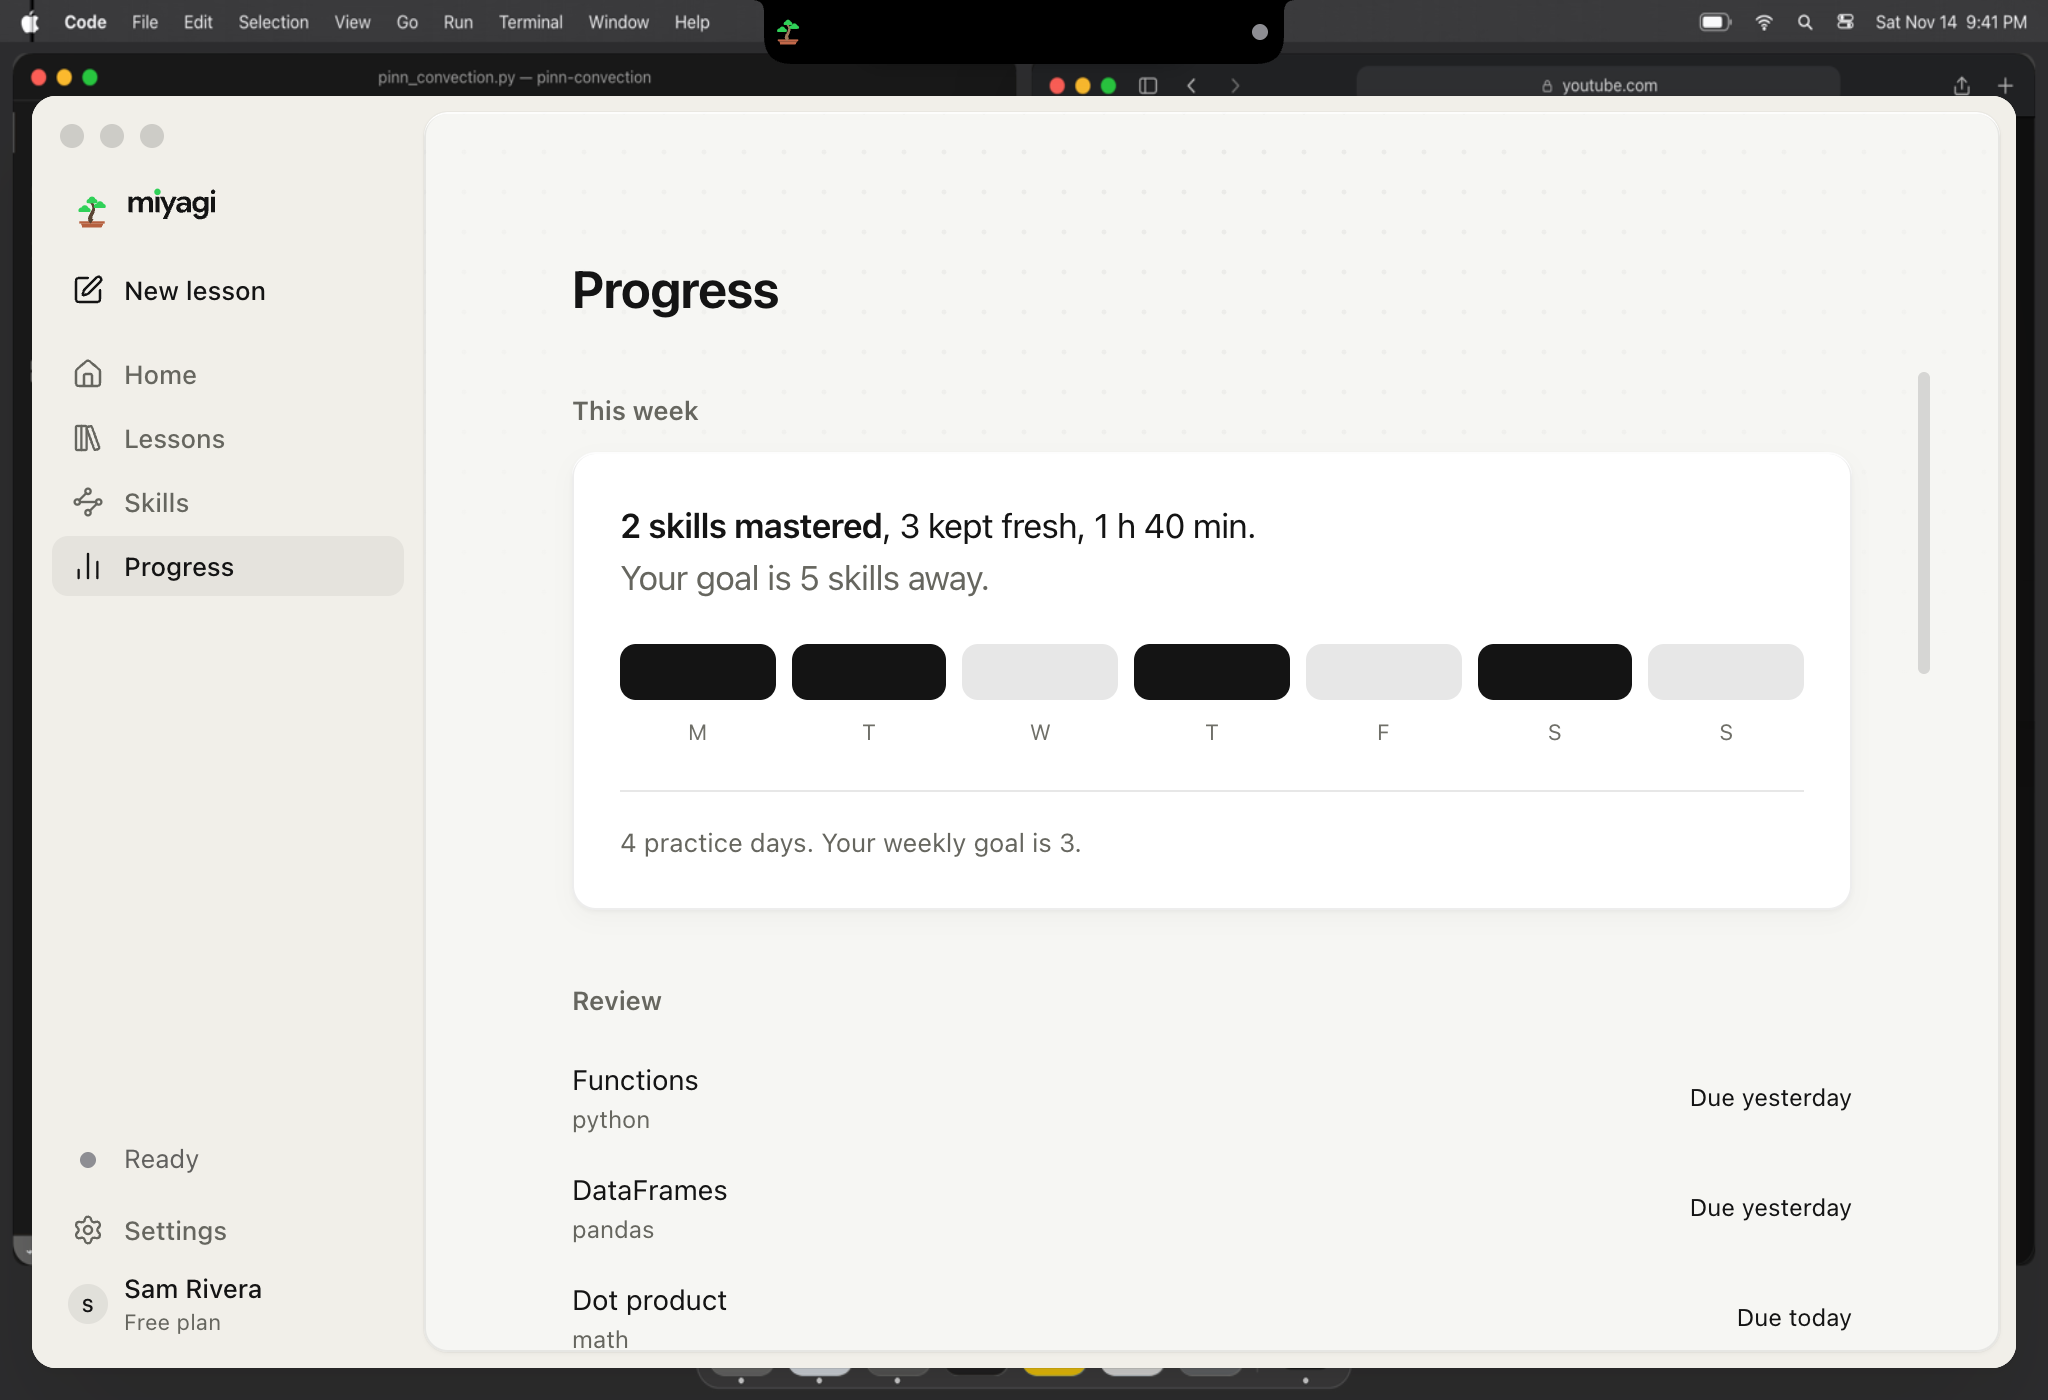 Code File Edit Selection View Go Run Terminal Window Help
Sat Nov 14 9:41 PM
pinn_convection.py — pinn-convection
youtube.com
miyagi
New lesson
Home
Lessons
Skills
Progress
Ready
Settings
S
Sam Rivera
Free plan
Progress
This week
2 skills mastered, 3 kept fresh, 1 h 40 min.
Your goal is 5 skills away.
M T W T F S S
4 practice days. Your weekly goal is 3.
Review
Functions
python
Due yesterday
DataFrames
pandas
Due yesterday
Dot product
math
Due today